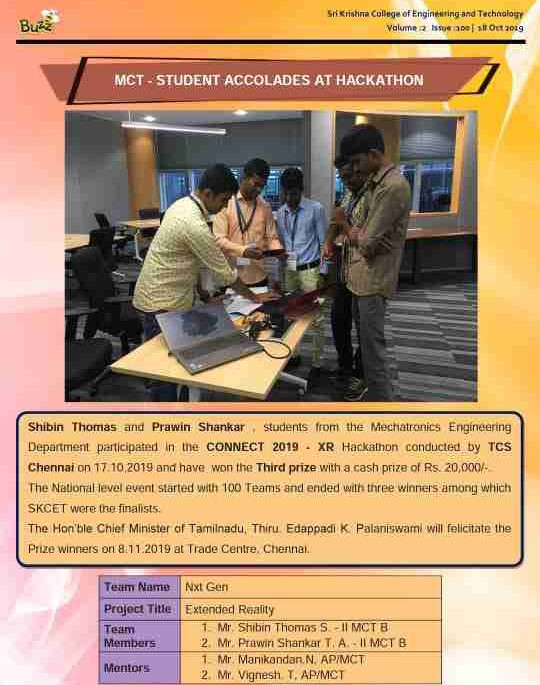 Buzz
Sri Krishna College of Engineering and Technology
Volume :2 Issue :100 | 18 Oct 2019
MCT - STUDENT ACCOLADES AT HACKATHON
Shibin Thomas and Prawin Shankar , students from the Mechatronics Engineering
Department participated in the CONNECT 2019 - XR Hackathon conducted by TCS
Chennai on 17.10.2019 and have won the Third prize with a cash prize of Rs. 20,000/-.
The National level event started with 100 Teams and ended with three winners among which
SKCET were the finalists.
The Hon'ble Chief Minister of Tamilnadu, Thiru. Edappadi K. Palaniswami will felicitate the
Prize winners on 8.11.2019 at Trade Centre, Chennai.
Team Name Nxt Gen
Project Title Extended Reality
Team Members
1. Mr. Shibin Thomas S. - II MCT B
2. Mr. Prawin Shankar T. A. - II MCT B
Mentors
1. Mr. Manikandan.N, AP/MCT
2. Mr. Vignesh. T, AP/MCT